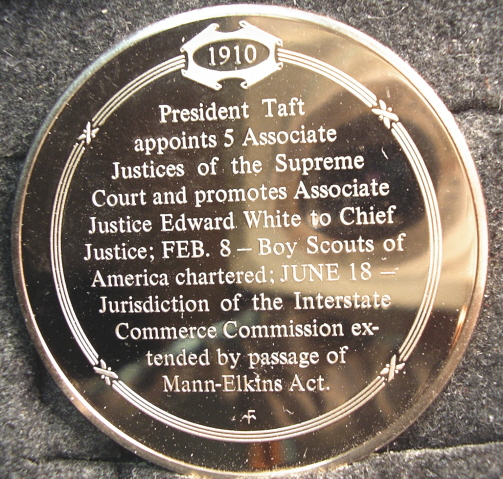 1910
President Taft
appoints 5 Associate
Justices of the Supreme
Court and promotes Associate
Justice Edward White to Chief
Justice; FEB. 8 – Boy Scouts of
America chartered; JUNE 18 –
Jurisdiction of the Interstate
Commerce Commission ex-
tended by passage of
Mann-Elkins Act.